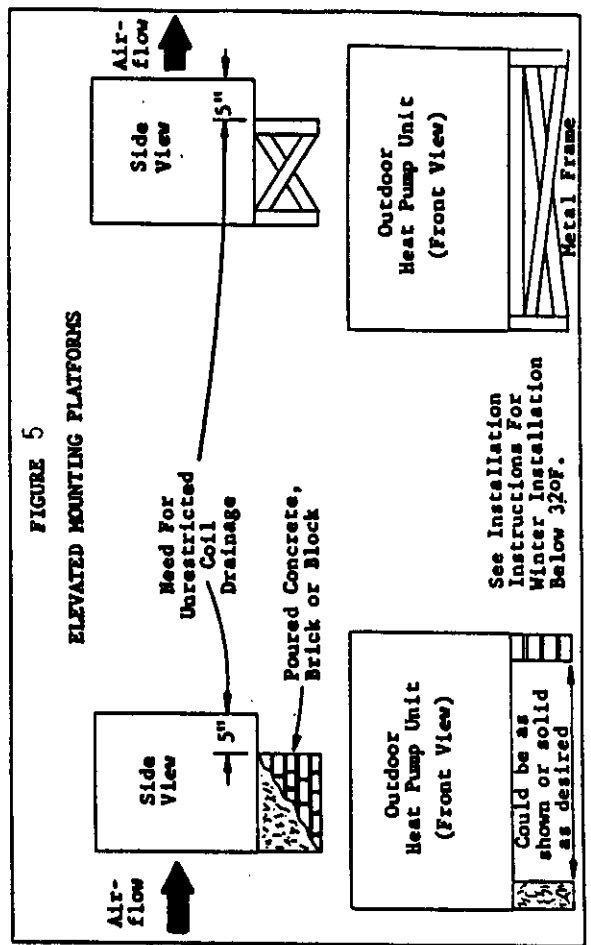 FIGURE 5
ELEVATED MOUNTING PLATFORMS
Air-
flow
Side
View
5"
Need For
Unrestricted
Coil
Drainage
Poured Concrete,
Brick or Block
Side
View
5"
Air-
flow
Outdoor
Heat Pump Unit
(Front View)
Could be as
shown or solid
as desired
See Installation
Instructions For
Winter Installation
Below 32OF.
Outdoor
Heat Pump Unit
(Front View)
Metal Frame